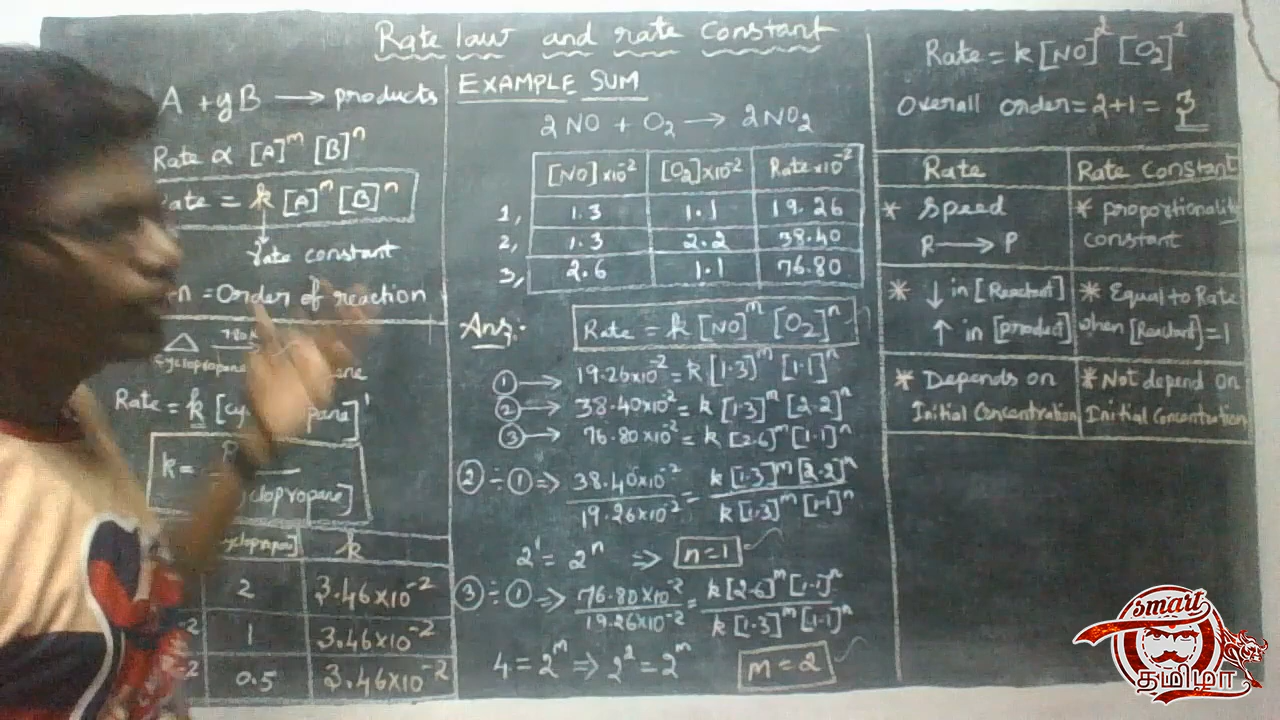 Rate law and rate Constant
A + yB → products
Rate ∝ [A]^m [B]^n
Rate = k [A]^m [B]^n
rate constant
n = Order of reaction
cyclopropane
Rate = k [cy pane]^1
k =
cyclopropane]
cyclopropane] k
2 3.46×10^-2
1 3.46×10^-2
0.5 3.46×10^-2
EXAMPLE SUM
2NO + O2 → 2NO2
[NO]×10^-2 [O2]×10^-2 Rate×10^-2
1, 1.3 1.1 19.26
2, 1.3 2.2 38.40
3, 2.6 1.1 76.80
Ans:-
Rate = k [NO]^m [O2]^n
① → 19.26×10^-2 = k [1.3]^m [1.1]^n
② → 38.40×10^-2 = k [1.3]^m [2.2]^n
③ → 76.80×10^-2 = k [2.6]^m [1.1]^n
② ÷ ① ⇒ 38.40×10^-2 / 19.26×10^-2 = k [1.3]^m [2.2]^n / k [1.3]^m [1.1]^n
2^1 = 2^n ⇒ n=1
③ ÷ ① ⇒ 76.80×10^-2 / 19.26×10^-2 = k [2.6]^m [1.1]^n / k [1.3]^m [1.1]^n
4 = 2^m ⇒ 2^2 = 2^m m = 2
Rate = k [NO]^2 [O2]^1
Overall order = 2+1 = 3
Rate Rate Constant
* Speed * proportionality
R → P constant
* ↓ in [Reactant] * Equal to Rate
↑ in [product] when [Reactant] = 1
* Depends on * Not depend on
Initial Concentration Initial Concentration
smart
தமிழா